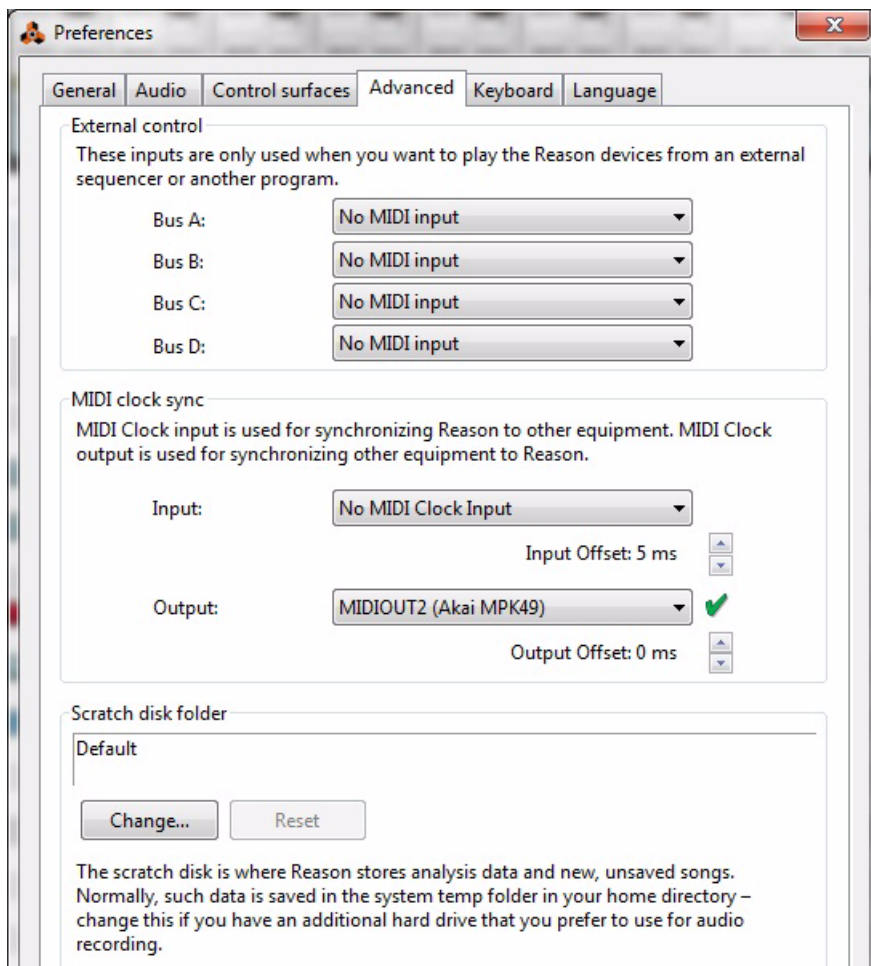 Preferences
General Audio Control surfaces Advanced Keyboard Language
External control
These inputs are only used when you want to play the Reason devices from an external
sequencer or another program.
Bus A: No MIDI input
Bus B: No MIDI input
Bus C: No MIDI input
Bus D: No MIDI input
MIDI clock sync
MIDI Clock input is used for synchronizing Reason to other equipment. MIDI Clock
output is used for synchronizing other equipment to Reason.
Input: No MIDI Clock Input
Input Offset: 5 ms
Output: MIDIOUT2 (Akai MPK49)
Output Offset: 0 ms
Scratch disk folder
Default
Change... Reset
The scratch disk is where Reason stores analysis data and new, unsaved songs.
Normally, such data is saved in the system temp folder in your home directory –
change this if you have an additional hard drive that you prefer to use for audio
recording.